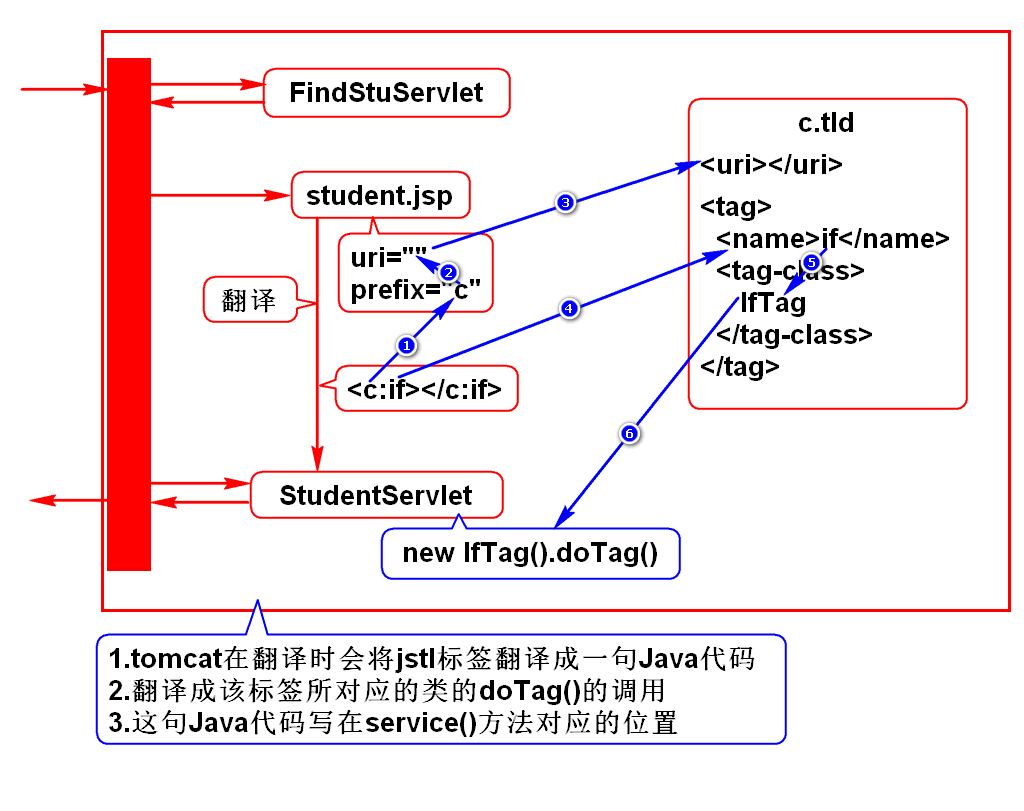 FindStuServlet
student.jsp
uri=""
prefix="c"
翻译
<c:if></c:if>
StudentServlet
new IfTag().doTag()
c.tld
<uri></uri>
<tag>
<name>if</name>
<tag-class>
IfTag
</tag-class>
</tag>
1
2
3
4
5
6
1.tomcat在翻译时会将jstl标签翻译成一句Java代码
2.翻译成该标签所对应的类的doTag()的调用
3.这句Java代码写在service()方法对应的位置